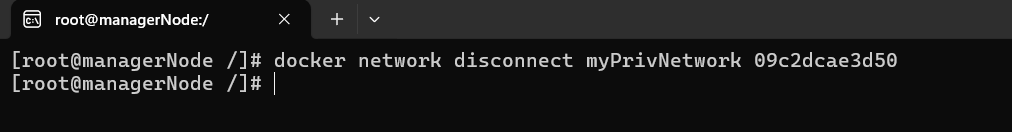 root@managerNode:/
[root@managerNode /]# docker network disconnect myPrivNetwork 09c2dcae3d50
[root@managerNode /]#